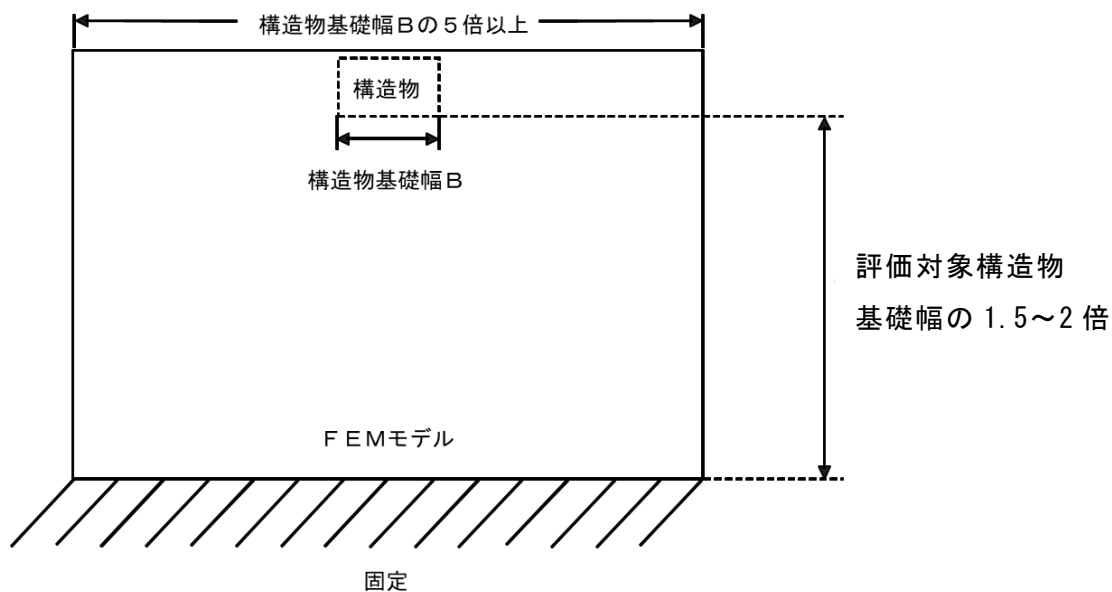 構造物基礎幅Bの5倍以上
構造物
構造物基礎幅B
評価対象構造物
基礎幅の1.5~2倍
FEMモデル
固定